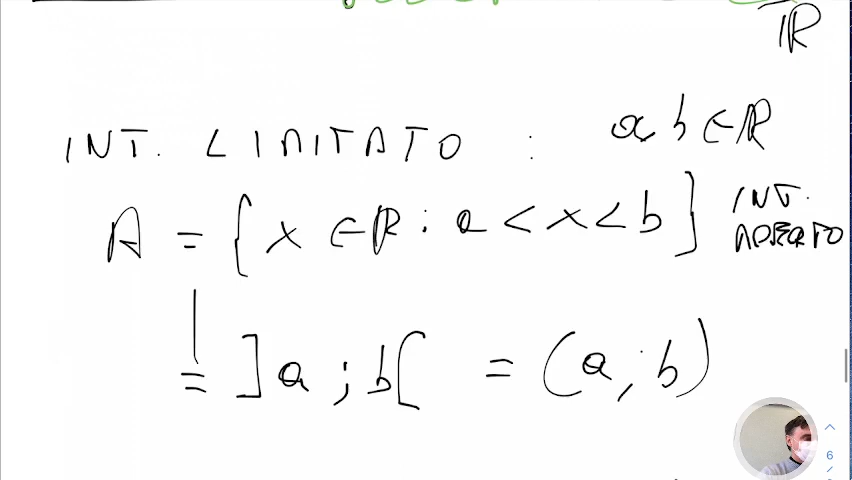 ℝ
INT. LIMITATO : a, b ∈ ℝ
A = { x ∈ ℝ : a < x < b } INT. APERTO
= ]a ; b[ = (a ; b)
6